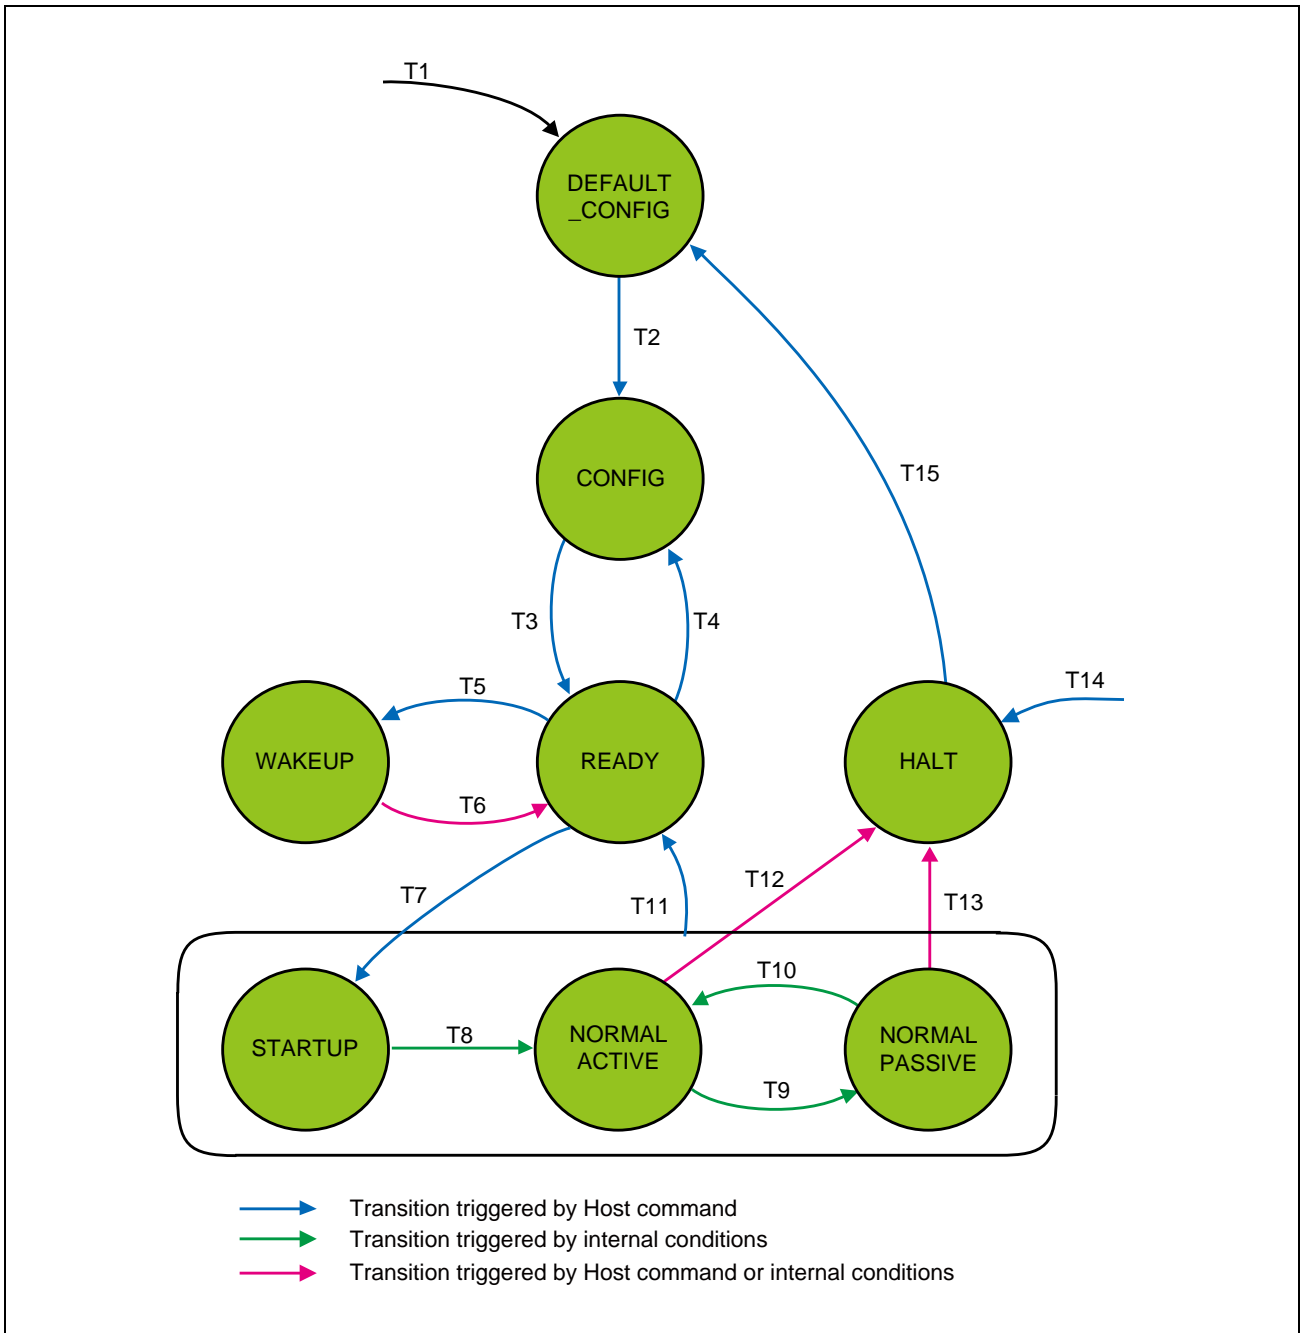 T1
DEFAULT
_CONFIG
T2
CONFIG
T15
T3
T4
T5
T14
WAKEUP
READY
HALT
T6
T7
T11
T12
T13
T10
STARTUP
T8
NORMAL
ACTIVE
NORMAL
PASSIVE
T9
Transition triggered by Host command
Transition triggered by internal conditions
Transition triggered by Host command or internal conditions